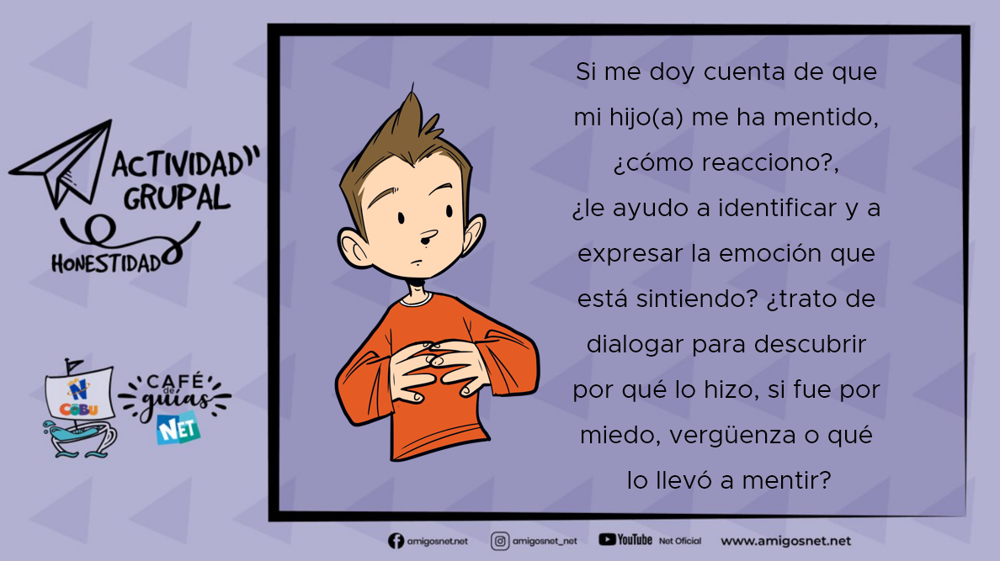 ACTIVIDAD"
GRUPAL
HONESTIDAD
N
CŌBU
CAFÉ
de
guías
NET
Si me doy cuenta de que
mi hijo(a) me ha mentido,
¿cómo reacciono?,
¿le ayudo a identificar y a
expresar la emoción que
está sintiendo? ¿trato de
dialogar para descubrir
por qué lo hizo, si fue por
miedo, vergüenza o qué
lo llevó a mentir?
amigosnet.net
amigosnet_net
YouTube Net Oficial
www.amigosnet.net